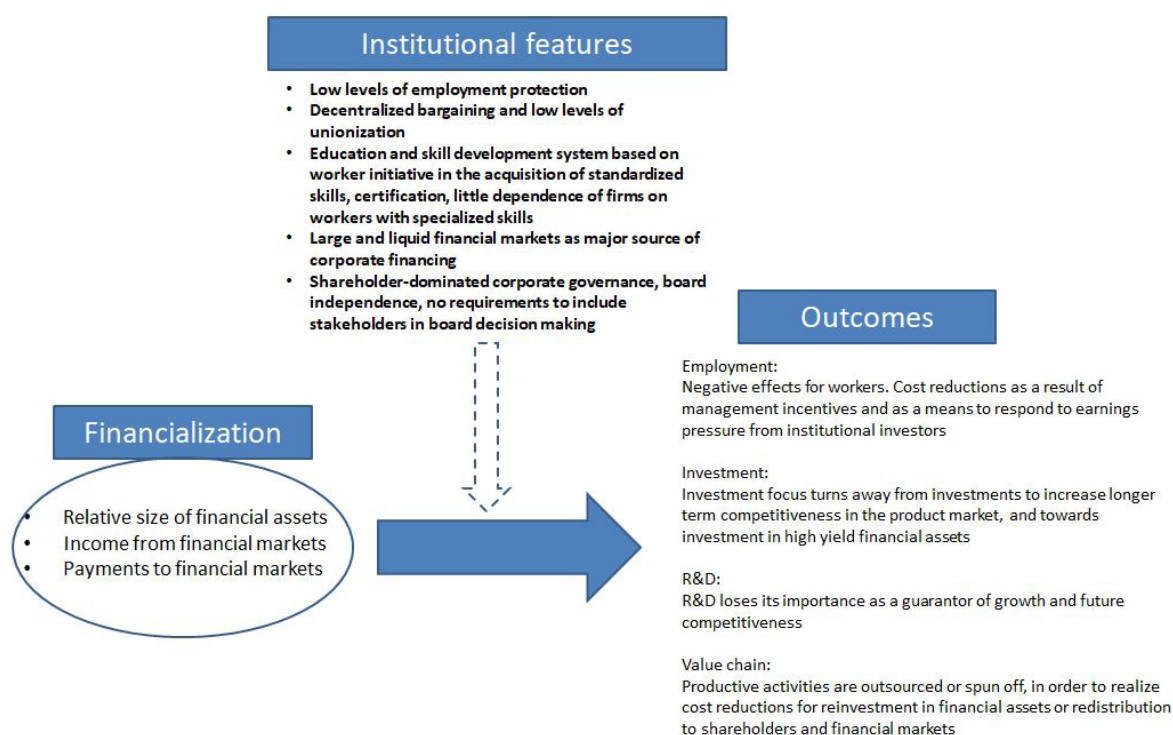 Institutional features
• Low levels of employment protection
• Decentralized bargaining and low levels of
unionization
• Education and skill development system based on
worker initiative in the acquisition of standardized
skills, certification, little dependence of firms on
workers with specialized skills
• Large and liquid financial markets as major source of
corporate financing
• Shareholder-dominated corporate governance, board
independence, no requirements to include
stakeholders in board decision making
Financialization
• Relative size of financial assets
• Income from financial markets
• Payments to financial markets
Outcomes
Employment:
Negative effects for workers. Cost reductions as a result of
management incentives and as a means to respond to earnings
pressure from institutional investors
Investment:
Investment focus turns away from investments to increase longer
term competitiveness in the product market, and towards
investment in high yield financial assets
R&D:
R&D loses its importance as a guarantor of growth and future
competitiveness
Value chain:
Productive activities are outsourced or spun off, in order to realize
cost reductions for reinvestment in financial assets or redistribution
to shareholders and financial markets